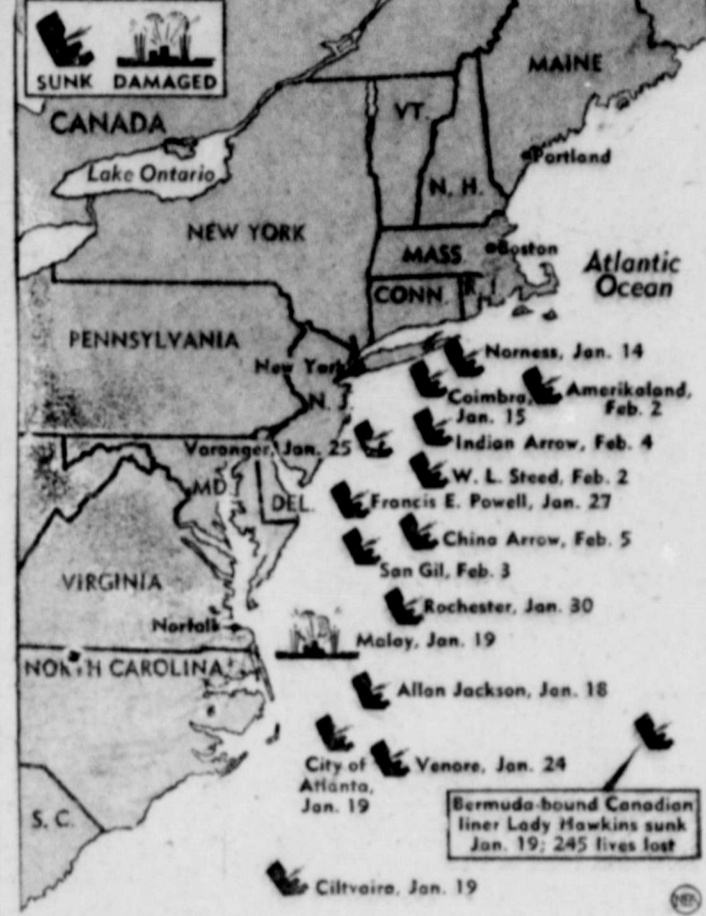 SUNK DAMAGED
MAINE
CANADA
VT.
Portland
Lake Ontario
N. H.
NEW YORK
MASS.
Boston
Atlantic
Ocean
CONN.
R. I.
PENNSYLVANIA
New York
Norness, Jan. 14
Coimbra,
Jan. 15
Amerikaland,
Feb. 2
N. J.
Varanger, Jan. 25
Indian Arrow, Feb. 4
W. L. Steed, Feb. 2
MD.
DEL.
Francis E. Powell, Jan. 27
China Arrow, Feb. 5
San Gil, Feb. 3
VIRGINIA
Rochester, Jan. 30
Norfolk
Malay, Jan. 19
NORTH CAROLINA
Allan Jackson, Jan. 18
City of
Atlanta,
Jan. 19
Venore, Jan. 24
Bermuda-bound Canadian
liner Lady Hawkins sunk
Jan. 19; 245 lives lost
S. C.
Ciltvaira, Jan. 19
NEA